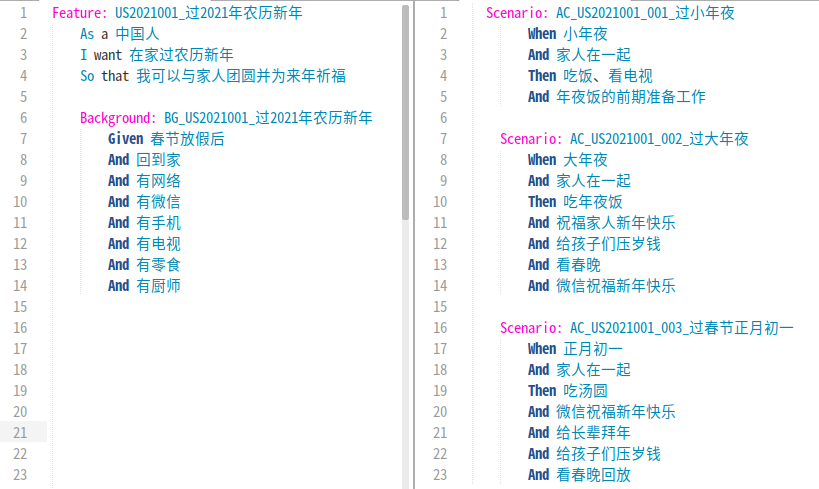 1 Feature: US2021001_过2021年农历新年
2 As a 中国人
3 I want 在家过农历新年
4 So that 我可以与家人团圆并为来年祈福
5
6 Background: BG_US2021001_过2021年农历新年
7 Given 春节放假后
8 And 回到家
9 And 有网络
10 And 有微信
11 And 有手机
12 And 有电视
13 And 有零食
14 And 有厨师
15
16
17
18
19
20
21
22
23
1 Scenario: AC_US2021001_001_过小年夜
2 When 小年夜
3 And 家人在一起
4 Then 吃饭、看电视
5 And 年夜饭的前期准备工作
6
7 Scenario: AC_US2021001_002_过大年夜
8 When 大年夜
9 And 家人在一起
10 Then 吃年夜饭
11 And 祝福家人新年快乐
12 And 给孩子们压岁钱
13 And 看春晚
14 And 微信祝福新年快乐
15
16 Scenario: AC_US2021001_003_过春节正月初一
17 When 正月初一
18 And 家人在一起
19 Then 吃汤圆
20 And 微信祝福新年快乐
21 And 给长辈拜年
22 And 给孩子们压岁钱
23 And 看春晚回放